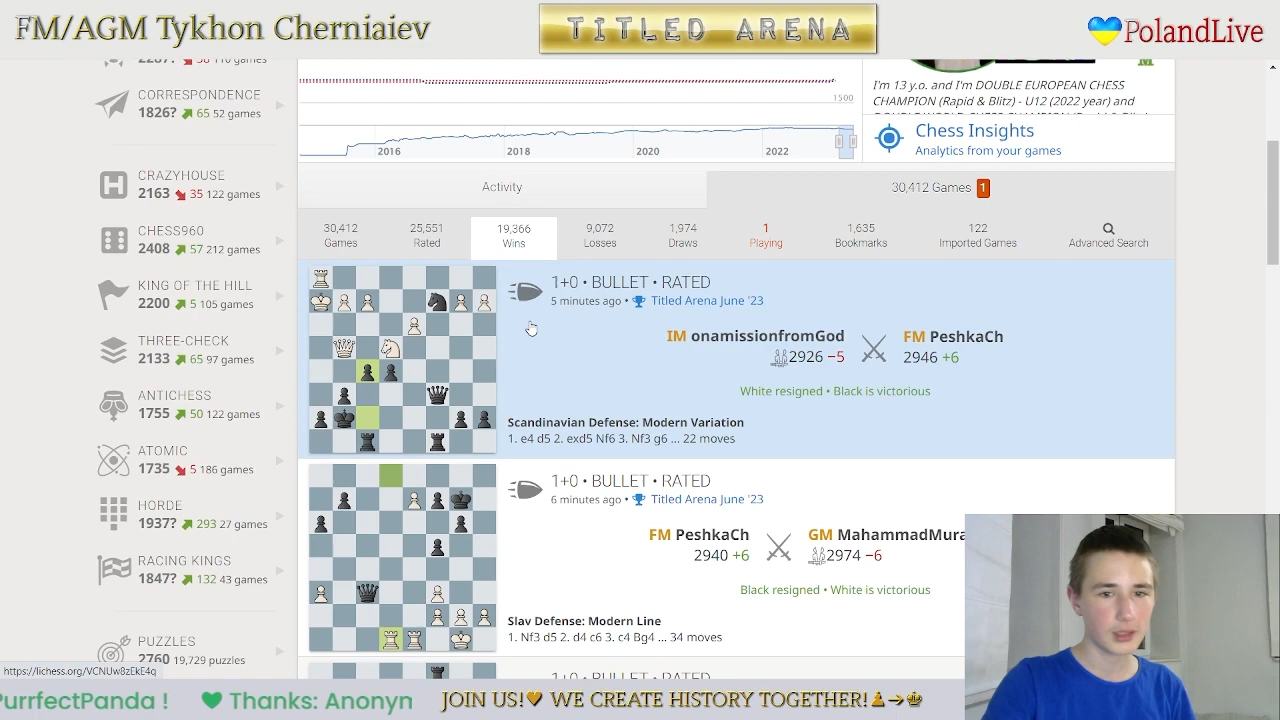 FM/AGM Tykhon Cherniaiev
TITLED ARENA
PolandLive
CORRESPONDENCE
1826? 65 52 games
CRAZYHOUSE
2163 35 122 games
CHESS960
2408 57 212 games
KING OF THE HILL
2200 5 105 games
THREE-CHECK
2133 65 97 games
ANTICHESS
1755 50 122 games
ATOMIC
1735 5 186 games
HORDE
1937? 293 27 games
RACING KINGS
1847? 132 43 games
PUZZLES
2760 19,729 puzzles
1500
2016 2018 2020 2022
I'm 13 y.o. and I'm DOUBLE EUROPEAN CHESS
CHAMPION (Rapid & Blitz) - U12 (2022 year) and
Chess Insights
Analytics from your games
Activity
30,412 Games 1
30,412 Games
25,551 Rated
19,366 Wins
9,072 Losses
1,974 Draws
1 Playing
1,635 Bookmarks
122 Imported Games
Advanced Search
1+0 • BULLET • RATED
5 minutes ago • Titled Arena June '23
IM onamissionfromGod FM PeshkaCh
2926 −5 2946 +6
White resigned • Black is victorious
Scandinavian Defense: Modern Variation
1. e4 d5 2. exd5 Nf6 3. Nf3 g6 ... 22 moves
1+0 • BULLET • RATED
6 minutes ago • Titled Arena June '23
FM PeshkaCh GM MahammadMura
2940 +6 2974 −6
Black resigned • White is victorious
Slav Defense: Modern Line
1. Nf3 d5 2. d4 c6 3. c4 Bg4 ... 34 moves
https://lichess.org/VCNUw8zEkE4q
PurrfectPanda ! Thanks: Anonyn JOIN US! WE CREATE HISTORY TOGETHER!